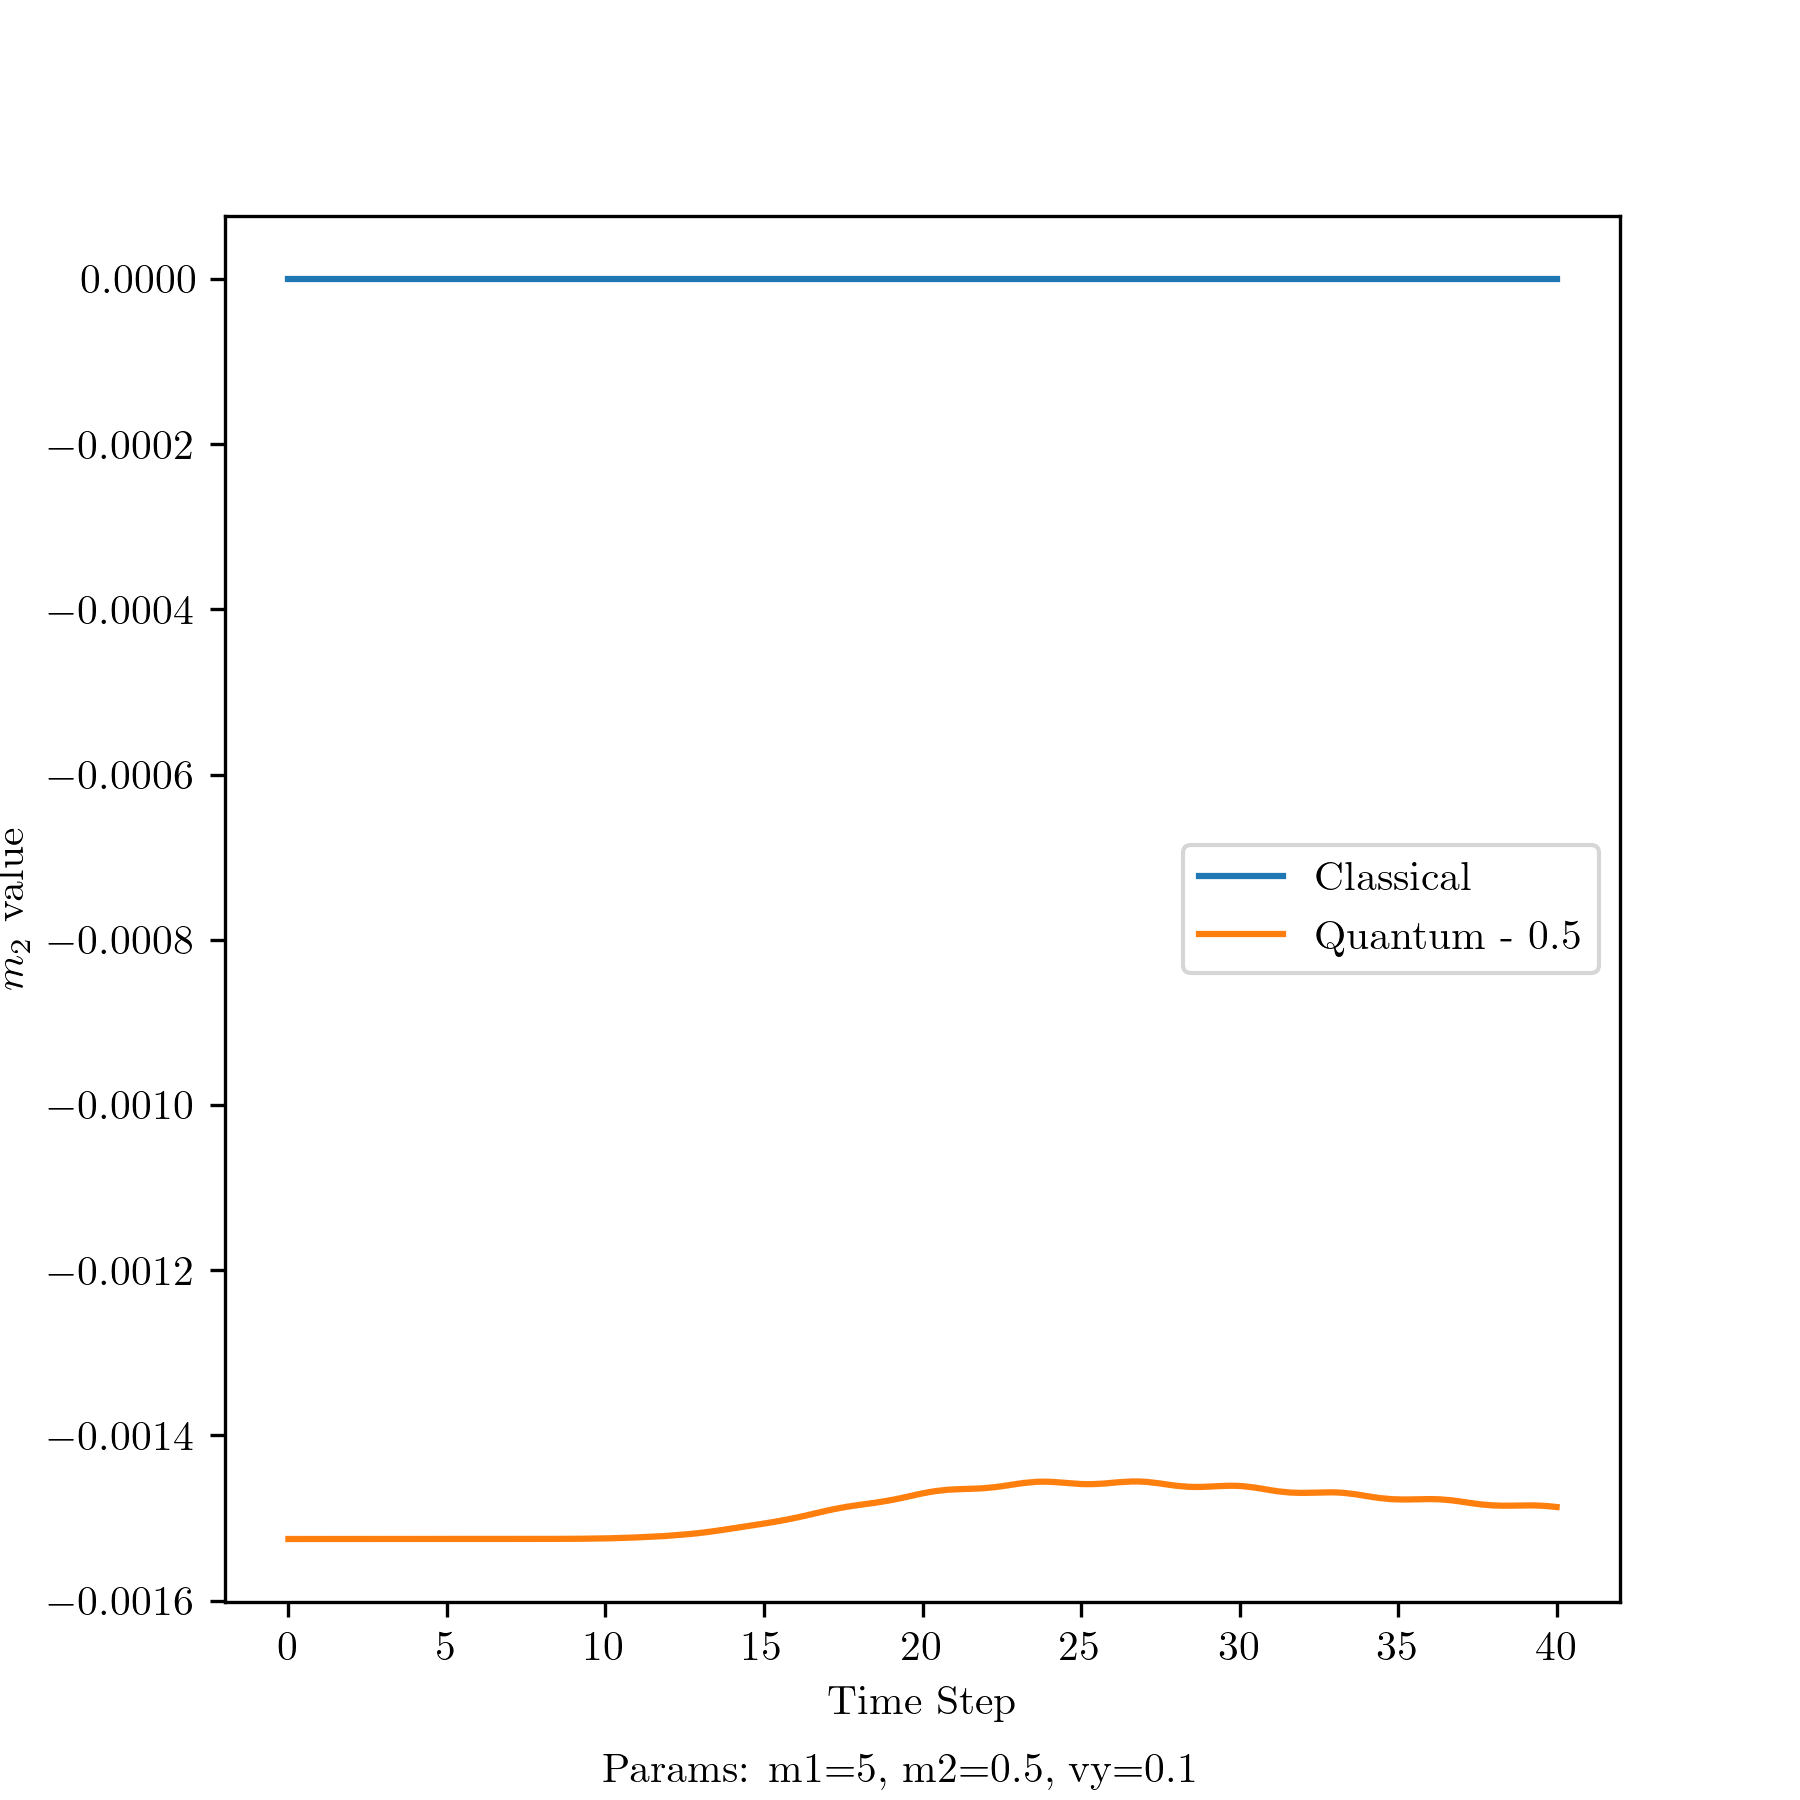 0.0000
−0.0002
−0.0004
−0.0006
−0.0008
−0.0010
−0.0012
−0.0014
−0.0016
m₂ value
Classical
Quantum - 0.5
0 5 10 15 20 25 30 35 40
Time Step
Params: m1=5, m2=0.5, vy=0.1